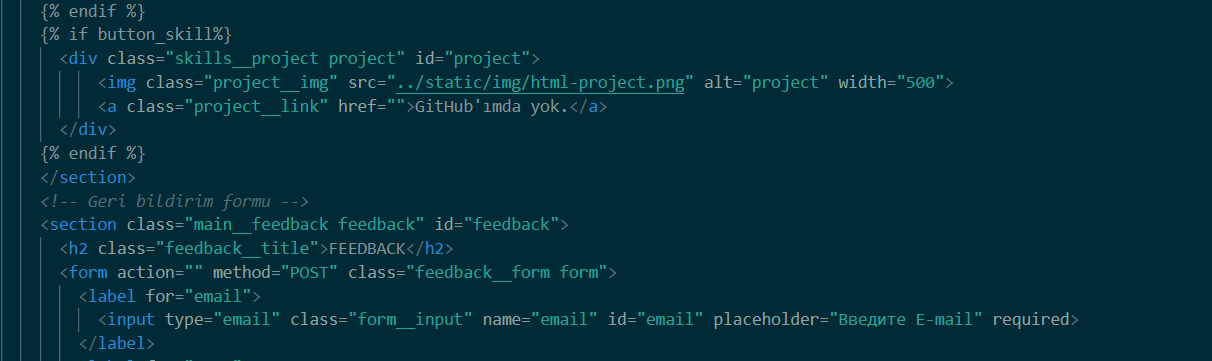 {% endif %}
{% if button_skill%}
<div class="skills__project project" id="project">
<img class="project__img" src="../static/img/html-project.png" alt="project" width="500">
<a class="project__link" href="">GitHub'ımda yok.</a>
</div>
{% endif %}
</section>
<!-- Geri bildirim formu -->
<section class="main__feedback feedback" id="feedback">
<h2 class="feedback__title">FEEDBACK</h2>
<form action="" method="POST" class="feedback__form form">
<label for="email">
<input type="email" class="form__input" name="email" id="email" placeholder="Введите E-mail" required>
</label>